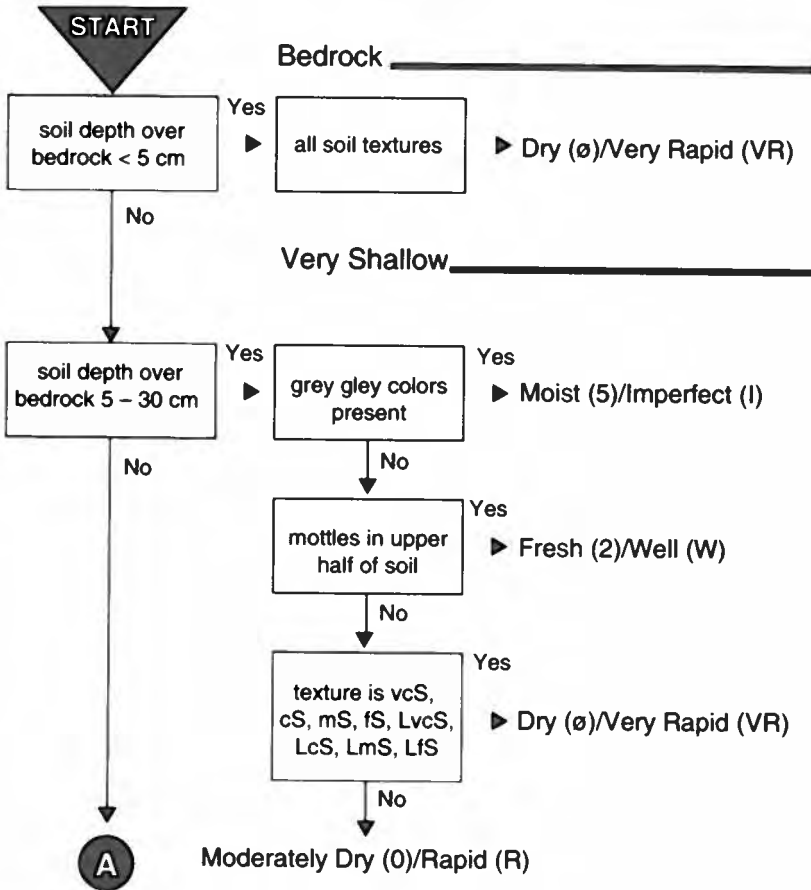 START
Bedrock
soil depth over
bedrock < 5 cm
Yes
all soil textures
Dry (ø)/Very Rapid (VR)
No
Very Shallow
soil depth over
bedrock 5 – 30 cm
Yes
grey gley colors
present
Yes
Moist (5)/Imperfect (I)
No
No
mottles in upper
half of soil
Yes
Fresh (2)/Well (W)
No
texture is vcS,
cS, mS, fS, LvcS,
LcS, LmS, LfS
Yes
Dry (ø)/Very Rapid (VR)
No
A
Moderately Dry (0)/Rapid (R)